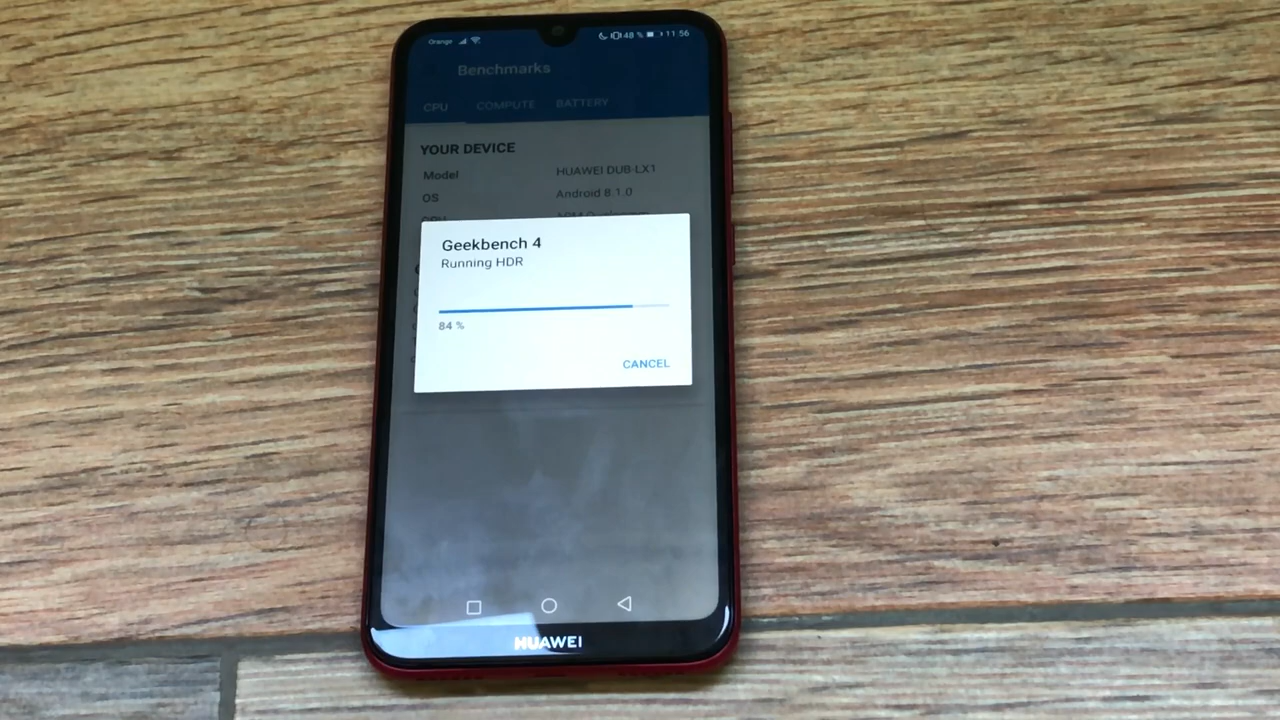 Orange 48 % 11:56
Benchmarks
CPU COMPUTE BATTERY
YOUR DEVICE
Model HUAWEI DUB-LX1
OS Android 8.1.0
Geekbench 4
Running HDR
84 %
CANCEL
HUAWEI